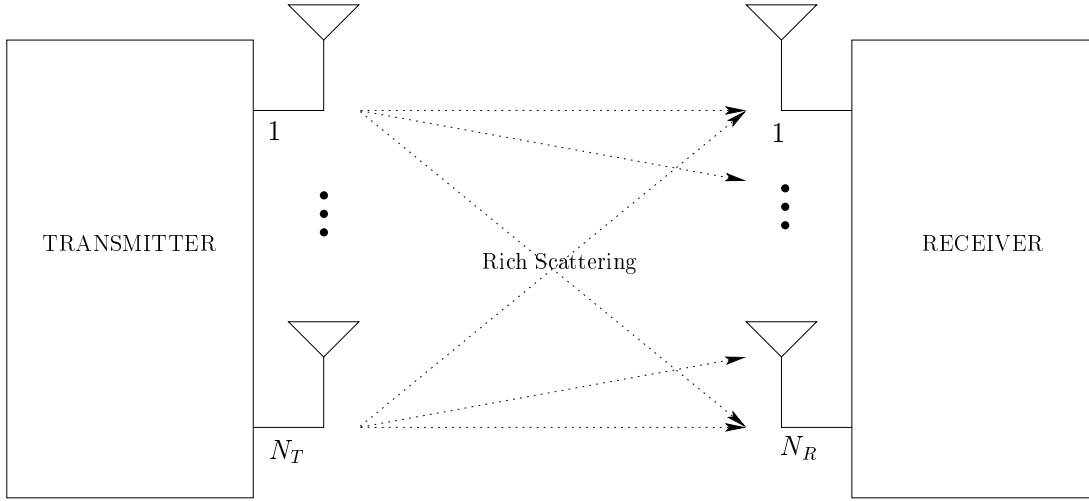 1
1
TRANSMITTER
RECEIVER
Rich Scattering
N_T
N_R